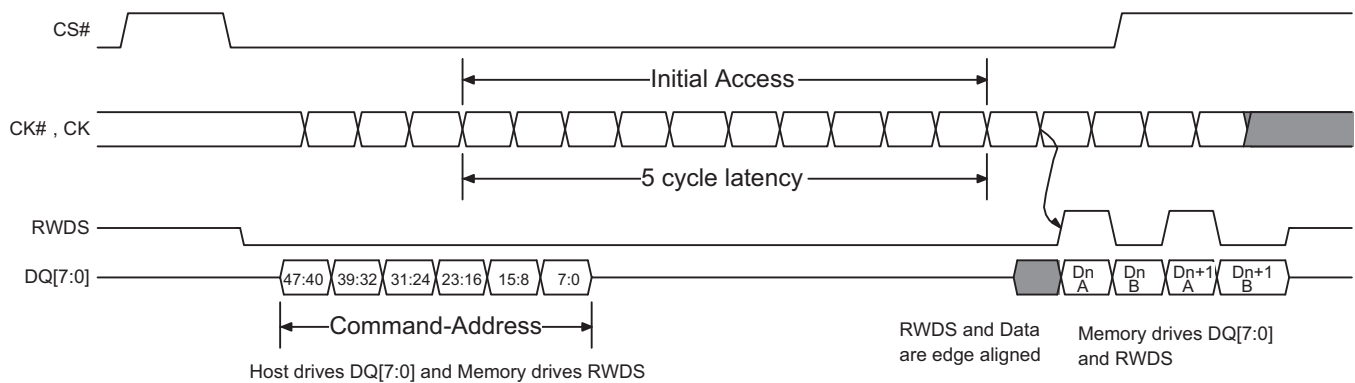 CS#
Initial Access
CK# , CK
5 cycle latency
RWDS
DQ[7:0]
47:40 39:32 31:24 23:16 15:8 7:0
Dn A
Dn B
Dn+1 A
Dn+1 B
Command-Address
RWDS and Data
are edge aligned
Memory drives DQ[7:0]
and RWDS
Host drives DQ[7:0] and Memory drives RWDS